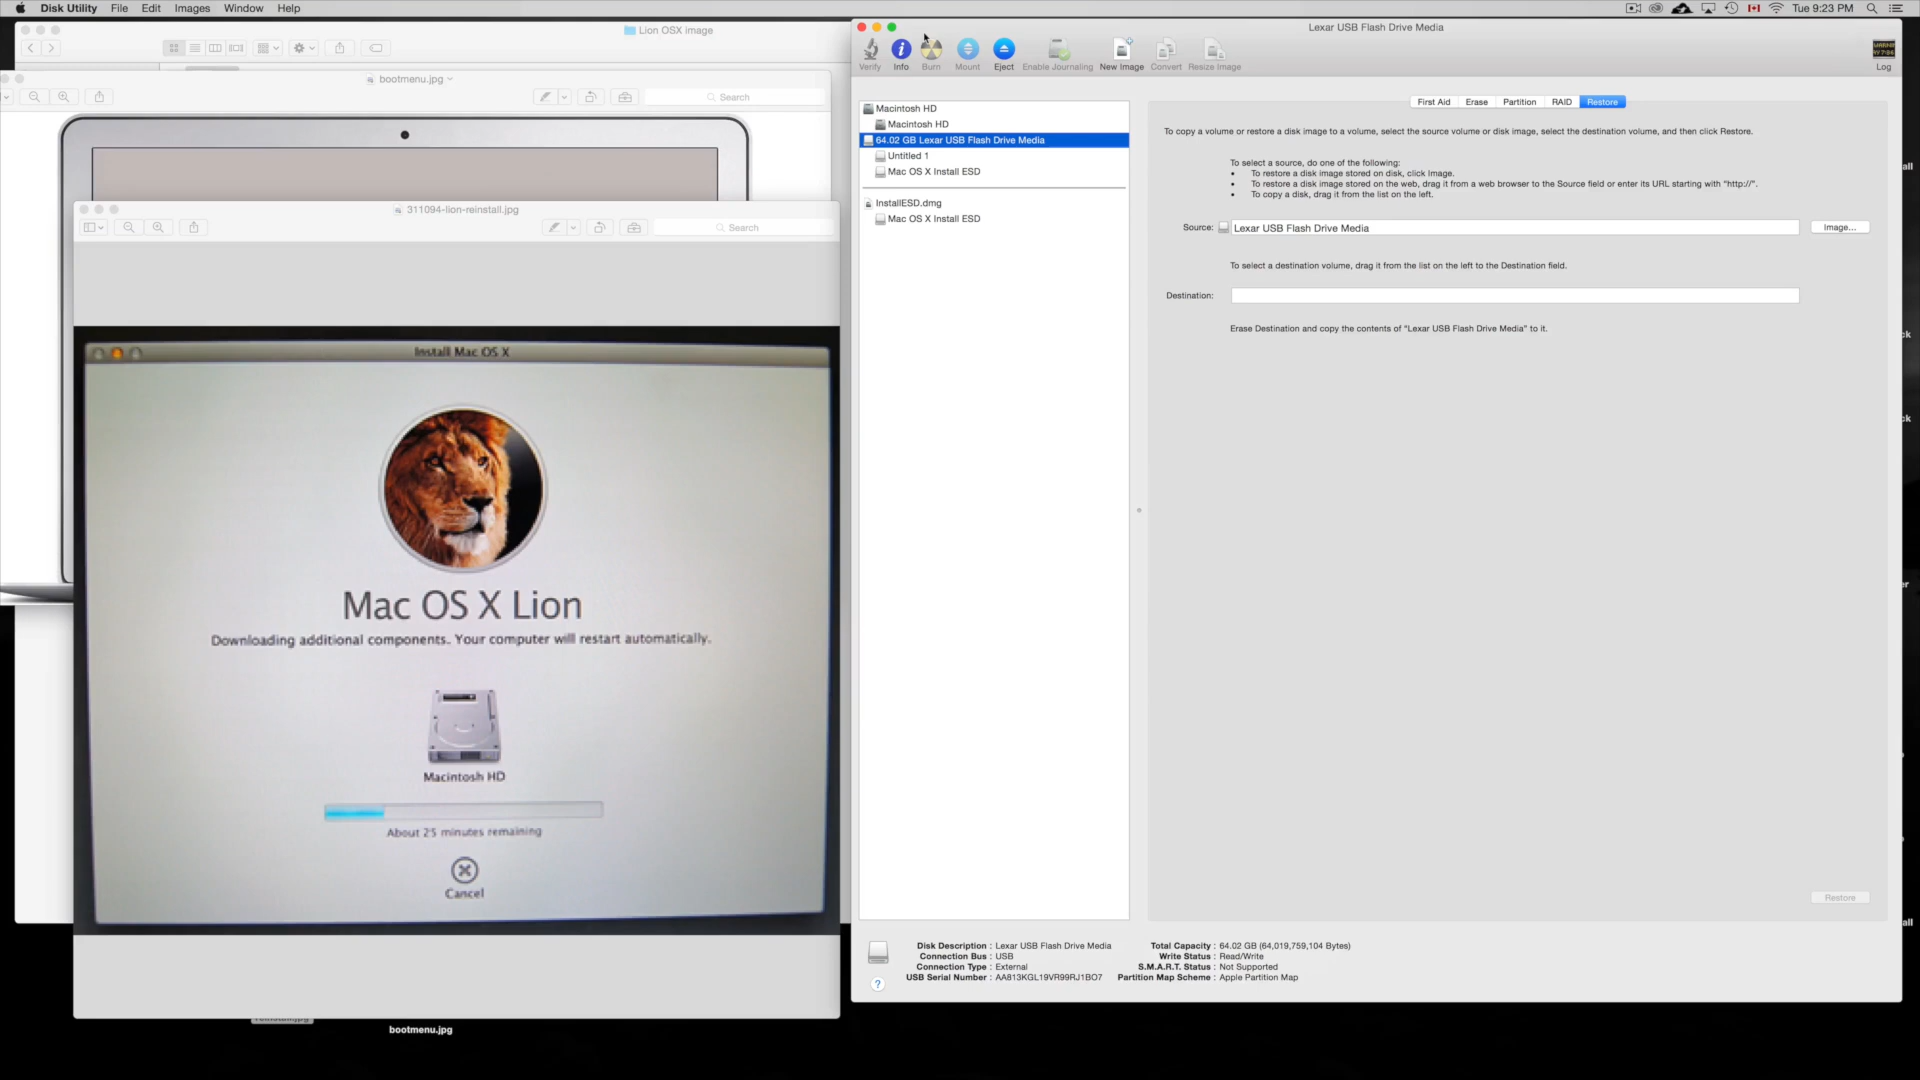 Disk Utility File Edit Images Window Help
Tue 9:23 PM
Lion OSX image
bootmenu.jpg
Search
311094-lion-reinstall.jpg
Search
Install Mac OS X
Mac OS X Lion
Downloading additional components. Your computer will restart automatically.
Macintosh HD
About 25 minutes remaining
Cancel
bootmenu.jpg
Lexar USB Flash Drive Media
Verify Info Burn Mount Eject Enable Journaling New Image Convert Resize Image
Log
Macintosh HD
Macintosh HD
64.02 GB Lexar USB Flash Drive Media
Untitled 1
Mac OS X Install ESD
InstallESD.dmg
Mac OS X Install ESD
First Aid Erase Partition RAID Restore
To copy a volume or restore a disk image to a volume, select the source volume or disk image, select the destination volume, and then click Restore.
To select a source, do one of the following:
• To restore a disk image stored on disk, click Image.
• To restore a disk image stored on the web, drag it from a web browser to the Source field or enter its URL starting with "http://".
• To copy a disk, drag it from the list on the left.
Source: Lexar USB Flash Drive Media Image...
To select a destination volume, drag it from the list on the left to the Destination field.
Destination:
Erase Destination and copy the contents of "Lexar USB Flash Drive Media" to it.
Restore
Disk Description : Lexar USB Flash Drive Media Total Capacity : 64.02 GB (64,019,759,104 Bytes)
Connection Bus : USB Write Status : Read/Write
Connection Type : External S.M.A.R.T. Status : Not Supported
USB Serial Number : AA813KGL19VR99RJ1BO7 Partition Map Scheme : Apple Partition Map